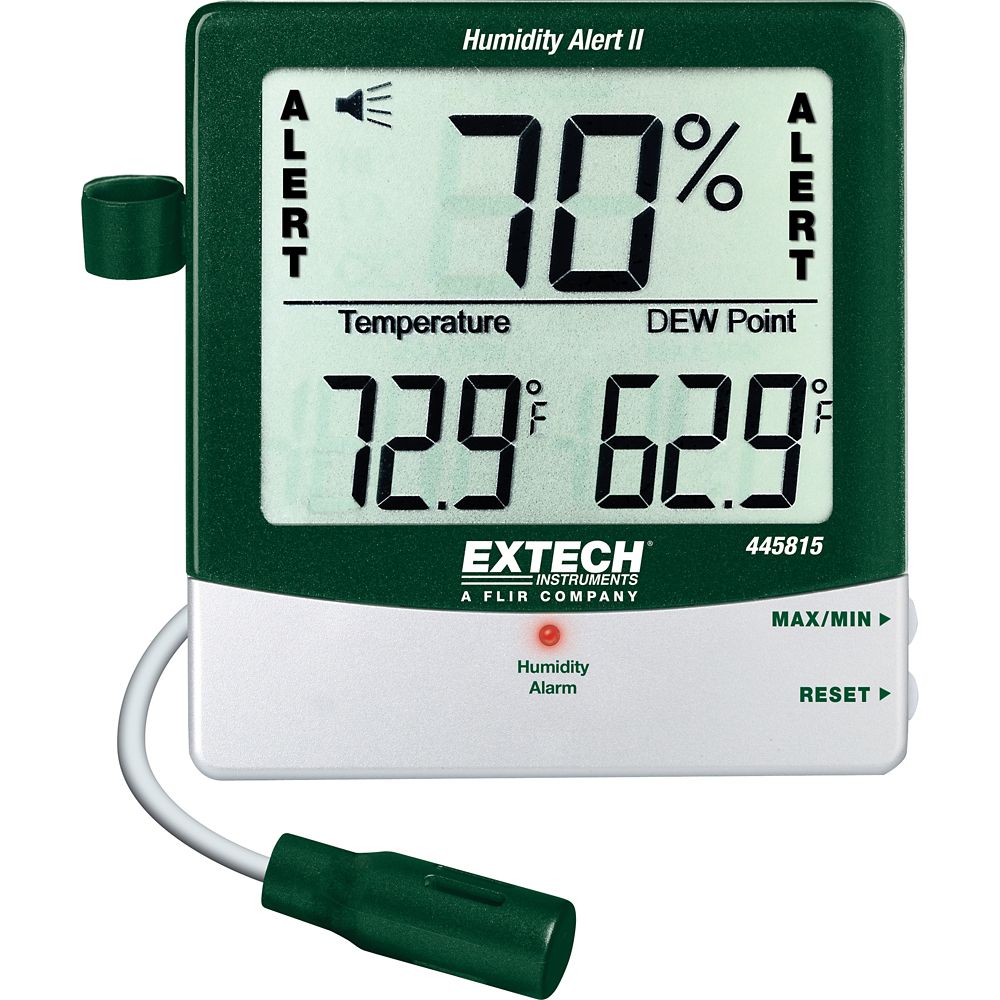 Humidity Alert II
ALERT
70%
ALERT
Temperature
DEW Point
72.9°F
62.9°F
EXTECH®
INSTRUMENTS
A FLIR COMPANY
445815
MAX/MIN ▶
Humidity
Alarm
RESET ▶